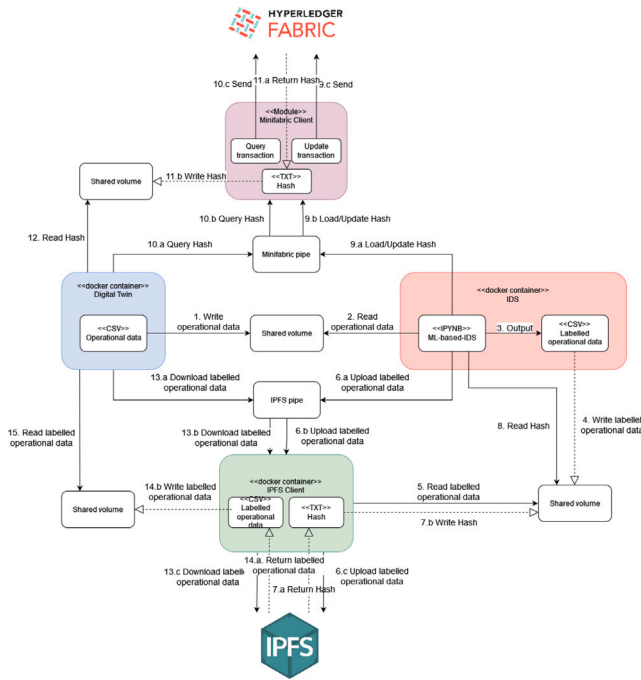 HYPERLEDGER
FABRIC
10.c Send
11.a Return Hash
9.c Send
<<Module>>
Minifabric Client
Query
transaction
Update
transaction
<<TXT>>
Hash
Shared volume
11.b Write Hash
10.b Query Hash
9.b Load/Update Hash
12. Read Hash
10.a Query Hash
Minifabric pipe
9.a Load/Update Hash
<<docker container>>
Digital Twin
<<CSV>>
Operational data
1. Write
operational data
Shared volume
2. Read
operational data
<<docker container>>
IDS
<<IPYNB>>
ML-based-IDS
3. Output
<<CSV>>
Labelled
operational data
13.a Download labelled
operational data
6.a Upload labelled
operational data
IPFS pipe
15. Read labelled
operational data
13.b Download labelled
operational data
6.b Upload labelled
operational data
8. Read Hash
4. Write labelled
operational data
<<docker container>>
IPFS Client
<<CSV>>
Labelled
operational
data
<<TXT>>
Hash
Shared volume
14.b Write labelled
operational data
5. Read labelled
operational data
Shared volume
7.b Write Hash
13.c Download labelled
operational data
14.a. Return labelled
operational data
6.c Upload labelled
operational data
7.a Return Hash
IPFS